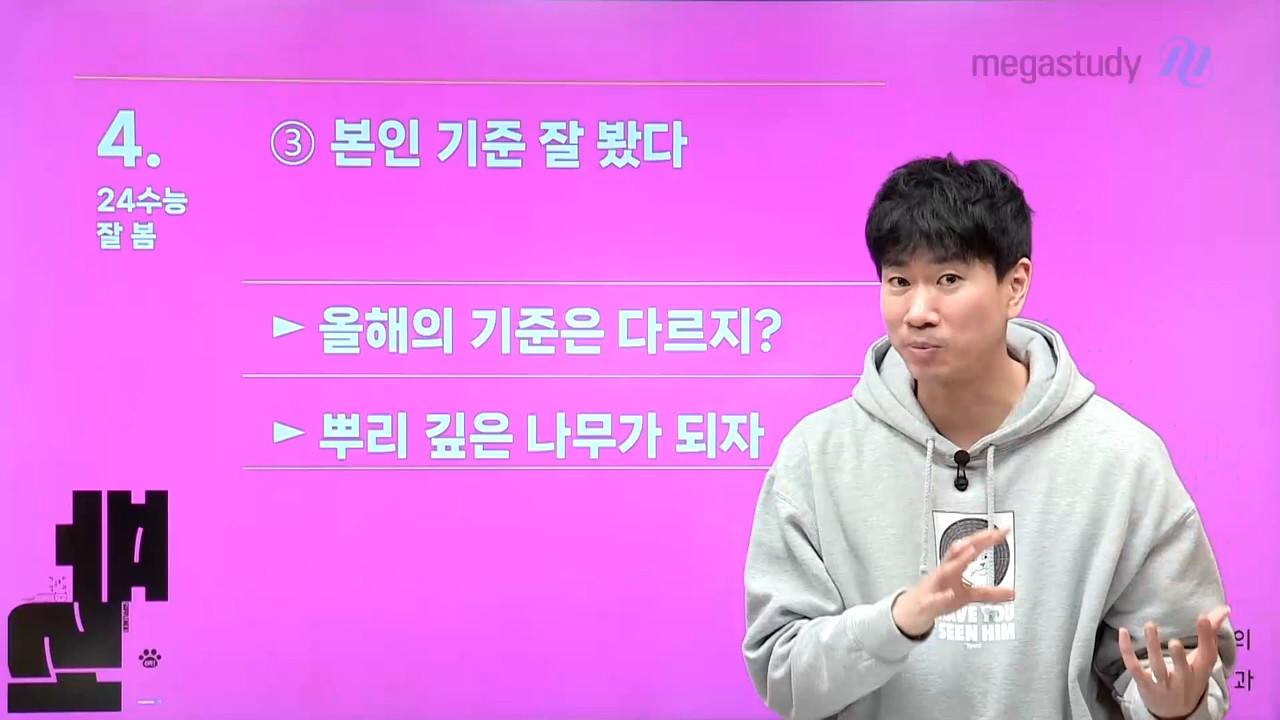 megastudy
4.
③ 본인 기준 잘 봤다
24수능
잘 봄
► 올해의 기준은 다르지?
► 뿌리 깊은 나무가 되자
HAVE YOU
SEEN HIM
의
과